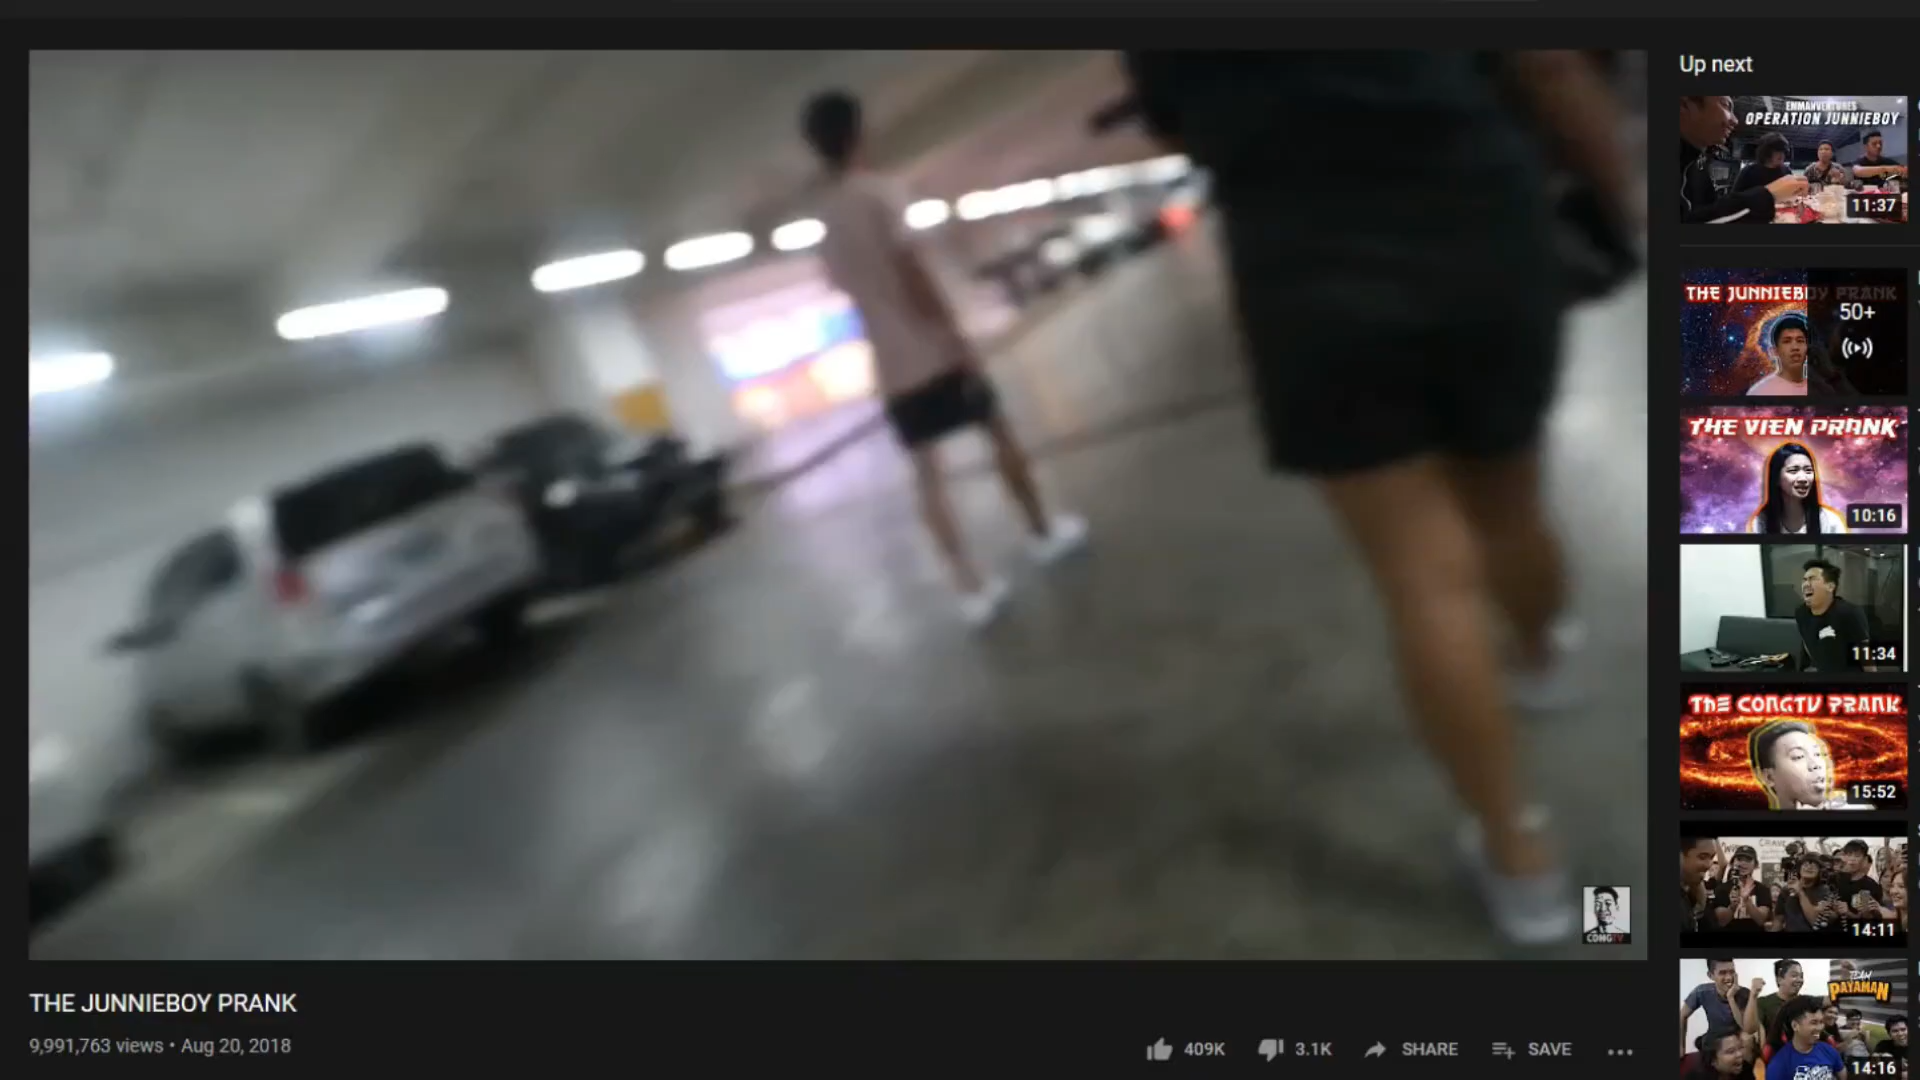 Up next
EMMANVENTURES
OPERATION JUNNIEBOY
11:37
THE JUNNIEBOY PRANK
50+
THE VIEN PRANK
10:16
11:34
THE CONGTV PRANK
15:52
14:11
TEAM
PAYAMAN
14:16
CONGTV
THE JUNNIEBOY PRANK
9,991,763 views • Aug 20, 2018
409K
3.1K
SHARE
SAVE